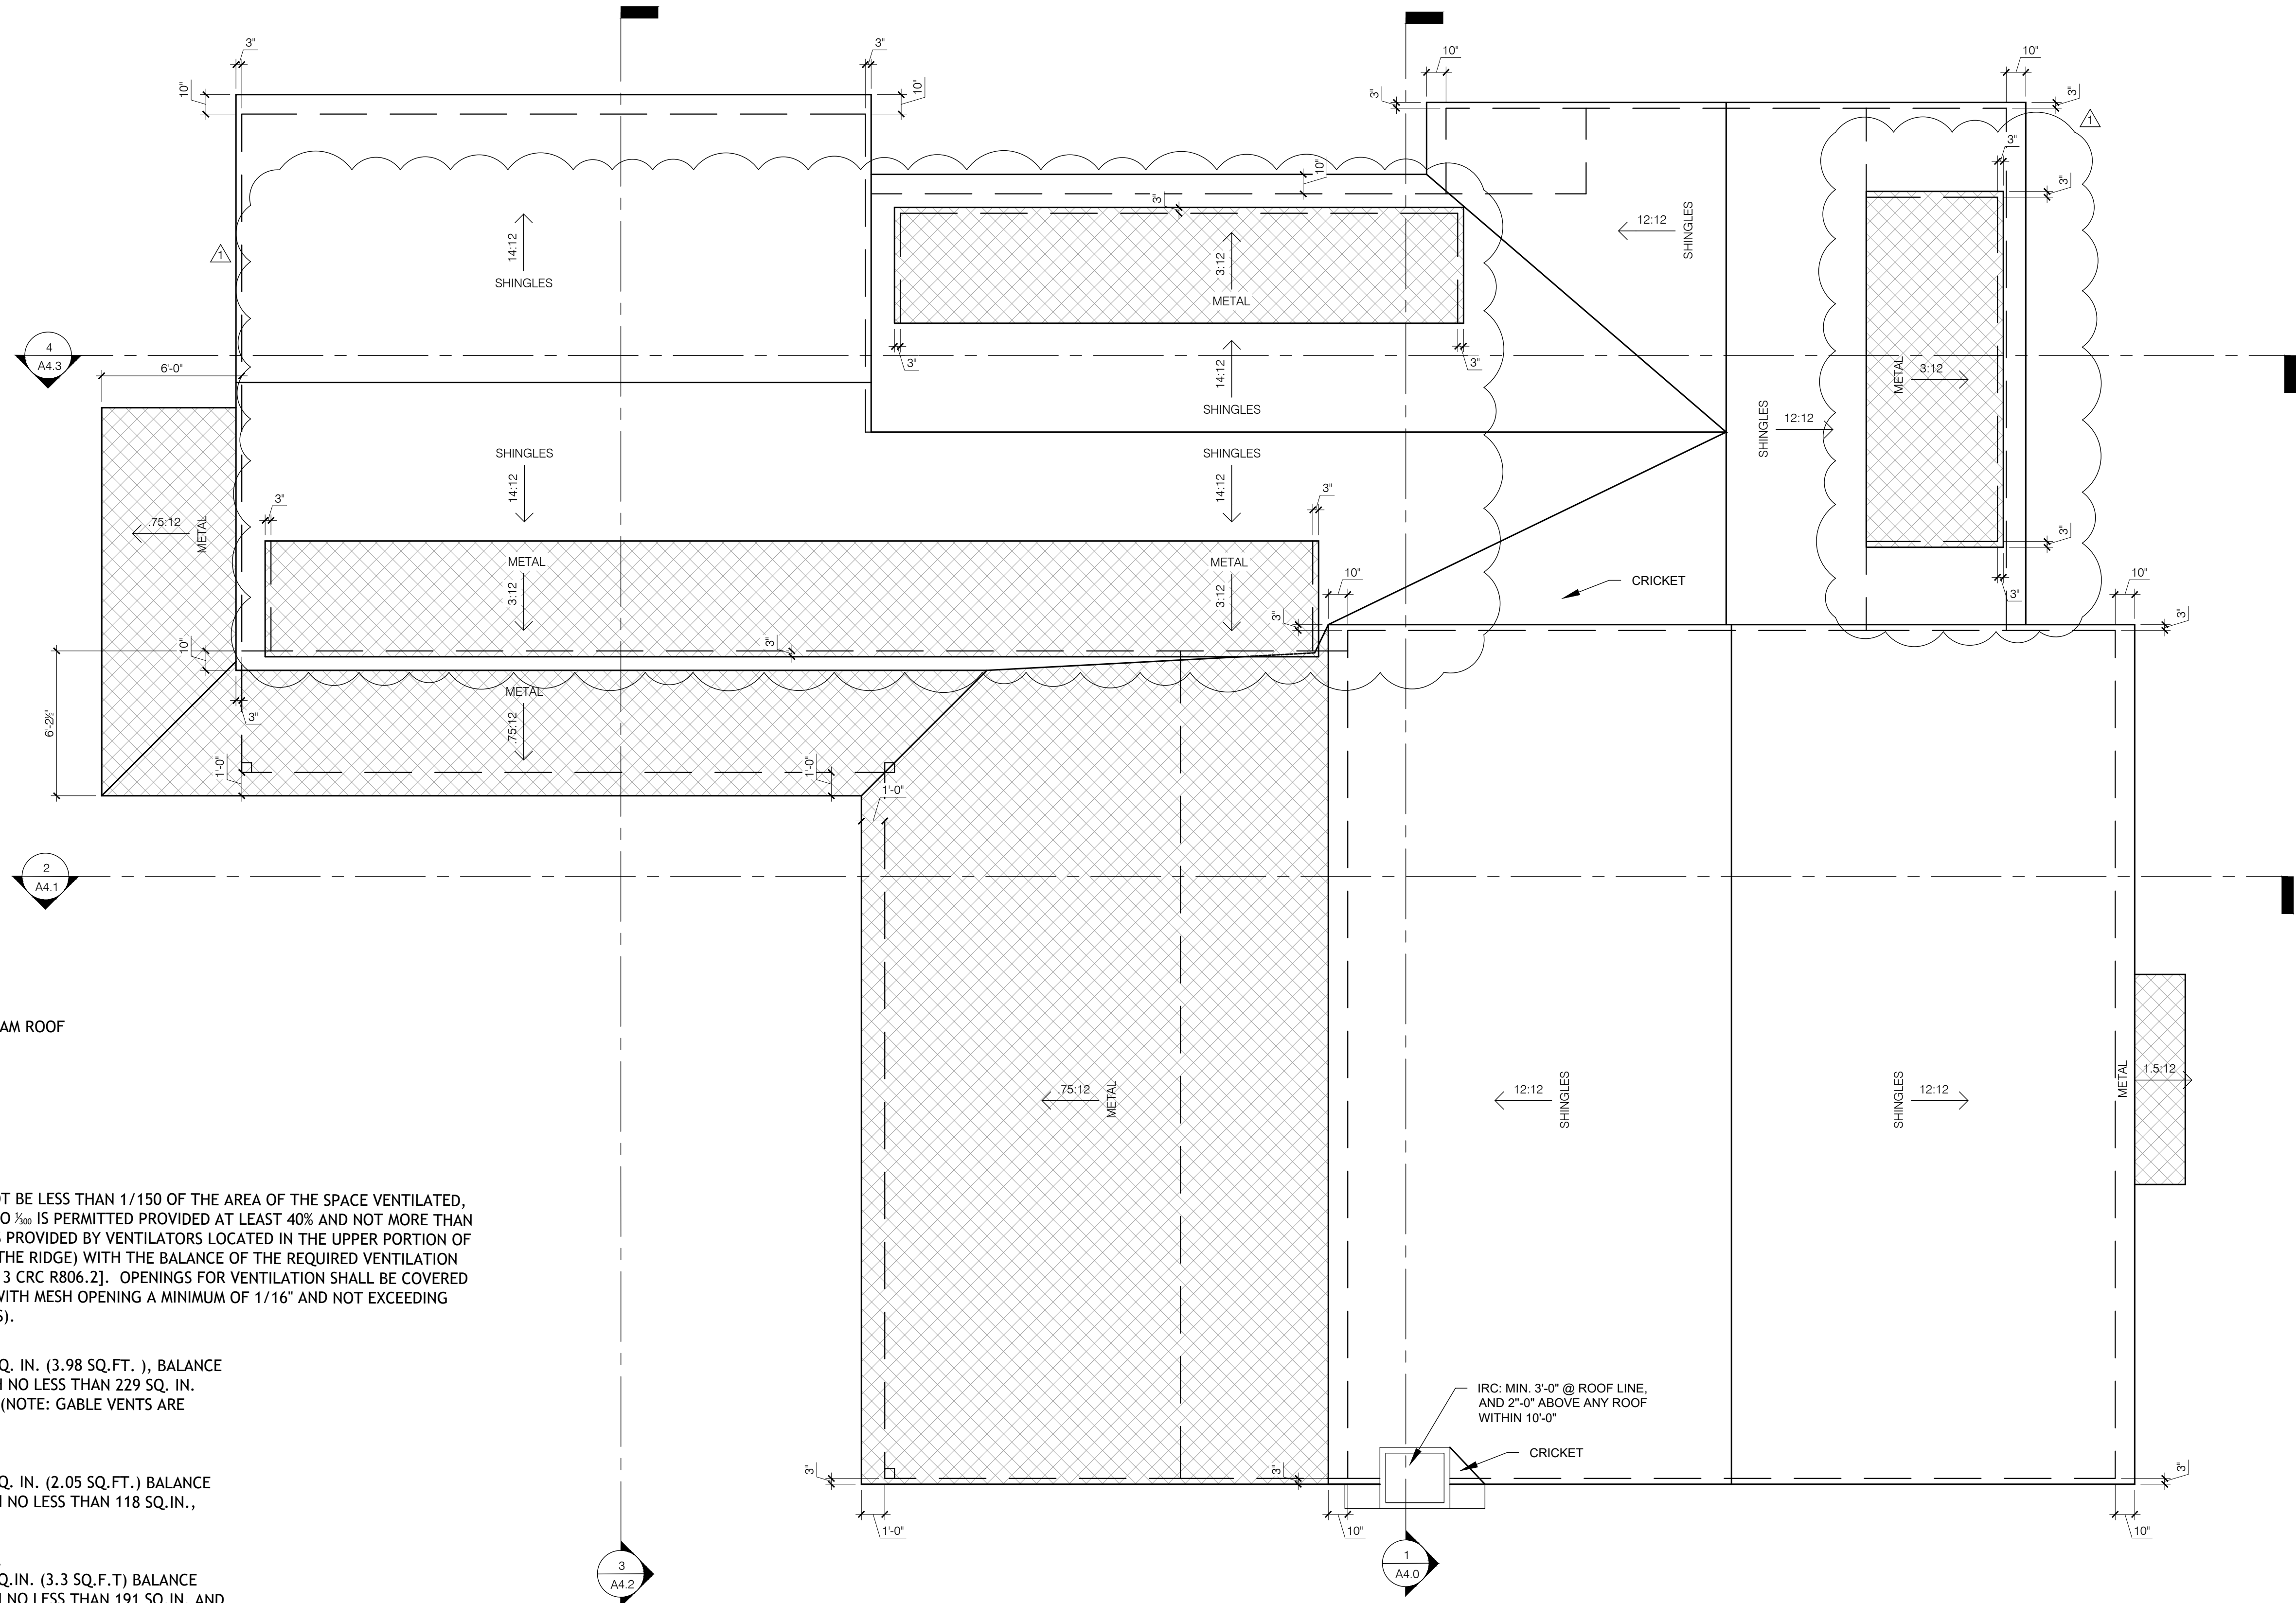 3"
3"
10"
10"
10"
10"
3"
3"
1
10"
3"
3"
3"
14:12
SHINGLES
3:12
METAL
12:12
SHINGLES
1
4
A4.3
6'-0"
3"
3"
14:12
SHINGLES
METAL
3:12
SHINGLES
12:12
SHINGLES
14:12
SHINGLES
14:12
.75:12
METAL
3"
3"
METAL
3:12
METAL
3:12
3"
10"
3"
CRICKET
3"
10"
3"
10"
3"
6'-2½"
3"
METAL
.75:12
1'-0"
1'-0"
1'-0"
2
A4.1
AM ROOF
.75:12
METAL
12:12
SHINGLES
SHINGLES
12:12
METAL
1.5:12
OT BE LESS THAN 1/150 OF THE AREA OF THE SPACE VENTILATED,
O 1/300 IS PERMITTED PROVIDED AT LEAST 40% AND NOT MORE THAN
S PROVIDED BY VENTILATORS LOCATED IN THE UPPER PORTION OF
THE RIDGE) WITH THE BALANCE OF THE REQUIRED VENTILATION
13 CRC R806.2]. OPENINGS FOR VENTILATION SHALL BE COVERED
WITH MESH OPENING A MINIMUM OF 1/16" AND NOT EXCEEDING
S).
Q. IN. (3.98 SQ.FT. ), BALANCE
H NO LESS THAN 229 SQ. IN.
(NOTE: GABLE VENTS ARE
IRC: MIN. 3'-0" @ ROOF LINE,
AND 2"-0" ABOVE ANY ROOF
WITHIN 10'-0"
CRICKET
Q. IN. (2.05 SQ.FT.) BALANCE
H NO LESS THAN 118 SQ.IN.,
3"
3"
3"
1'-0"
10"
10"
Q.IN. (3.3 SQ.F.T) BALANCE
H NO LESS THAN 191 SQ.IN. AND
3
A4.2
1
A4.0